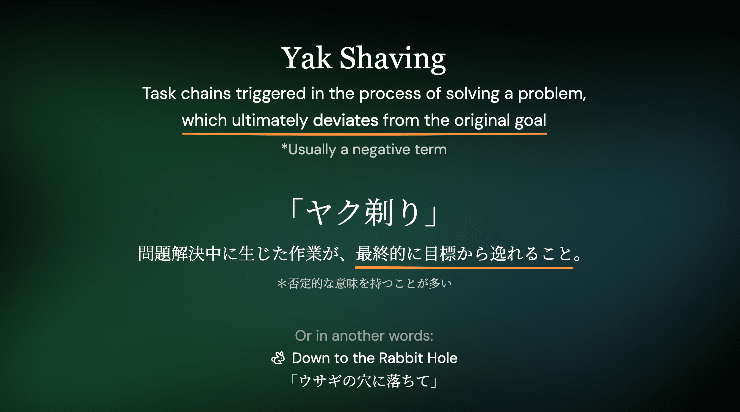 Yak Shaving
Task chains triggered in the process of solving a problem,
which ultimately deviates from the original goal
*Usually a negative term
「ヤク剃り」
問題解決中に生じた作業が、最終的に目標から逸れること。
＊否定的な意味を持つことが多い
Or in another words:
Down to the Rabbit Hole
「ウサギの穴に落ちて」